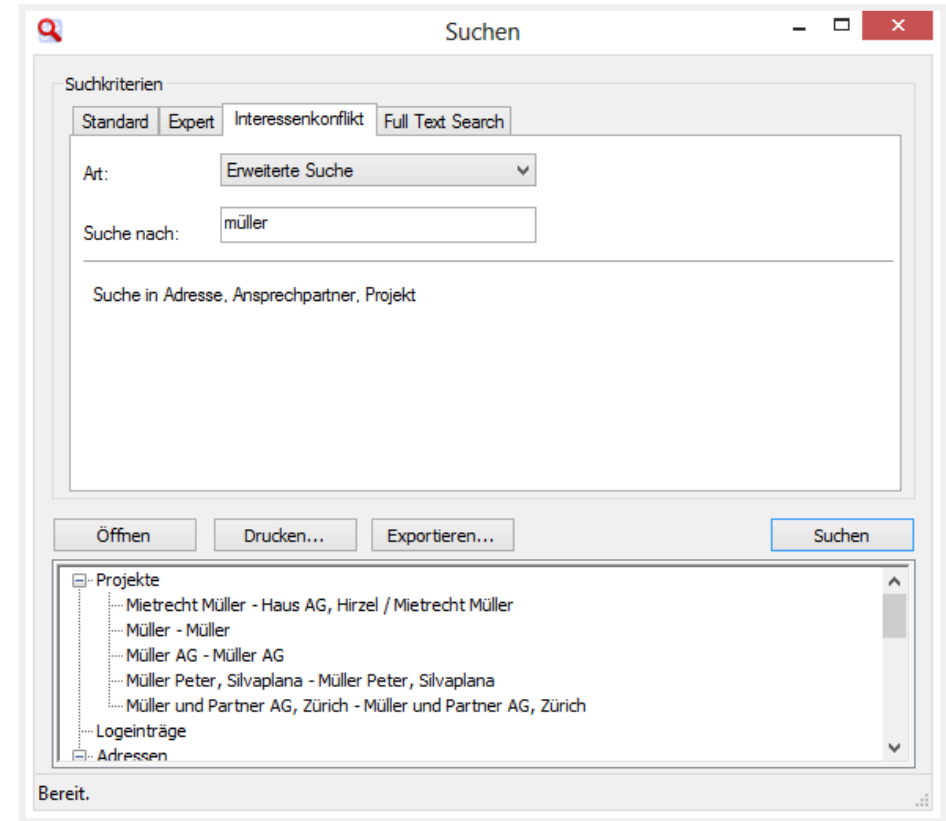 Suchen
Suchkriterien
Standard Expert Interessenkonflikt Full Text Search
Art: Erweiterte Suche
Suche nach: müller
Suche in Adresse, Ansprechpartner, Projekt
Öffnen Drucken... Exportieren... Suchen
Projekte
Mietrecht Müller - Haus AG, Hirzel / Mietrecht Müller
Müller - Müller
Müller AG - Müller AG
Müller Peter, Silvaplana - Müller Peter, Silvaplana
Müller und Partner AG, Zürich - Müller und Partner AG, Zürich
Logeinträge
Adressen
Bereit.